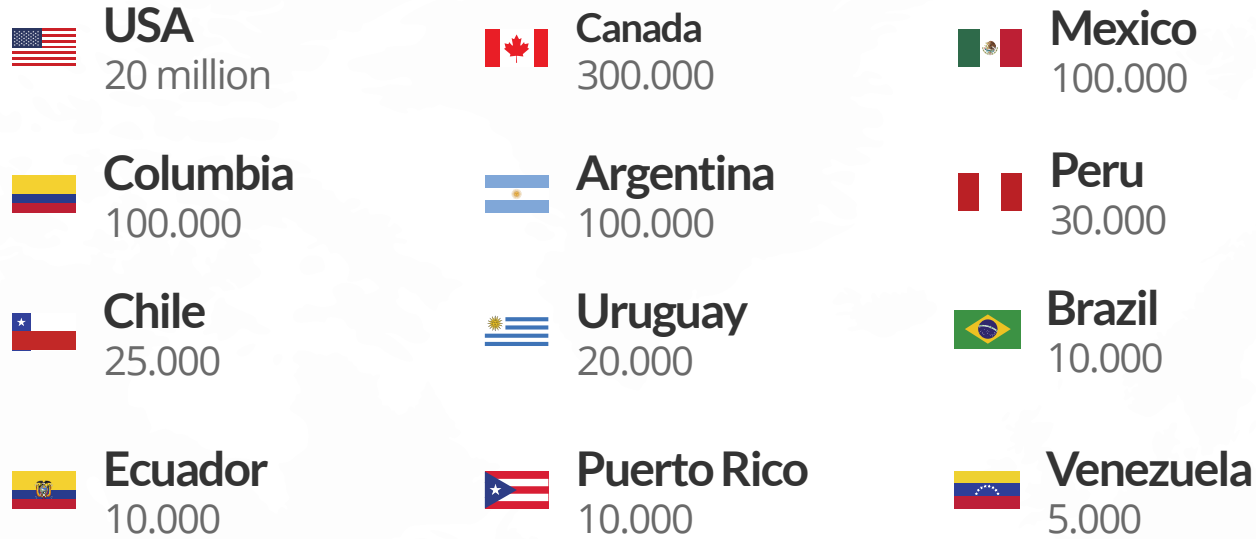 USA
20 million
Canada
300.000
Mexico
100.000
Columbia
100.000
Argentina
100.000
Peru
30.000
Chile
25.000
Uruguay
20.000
Brazil
10.000
Ecuador
10.000
Puerto Rico
10.000
Venezuela
5.000